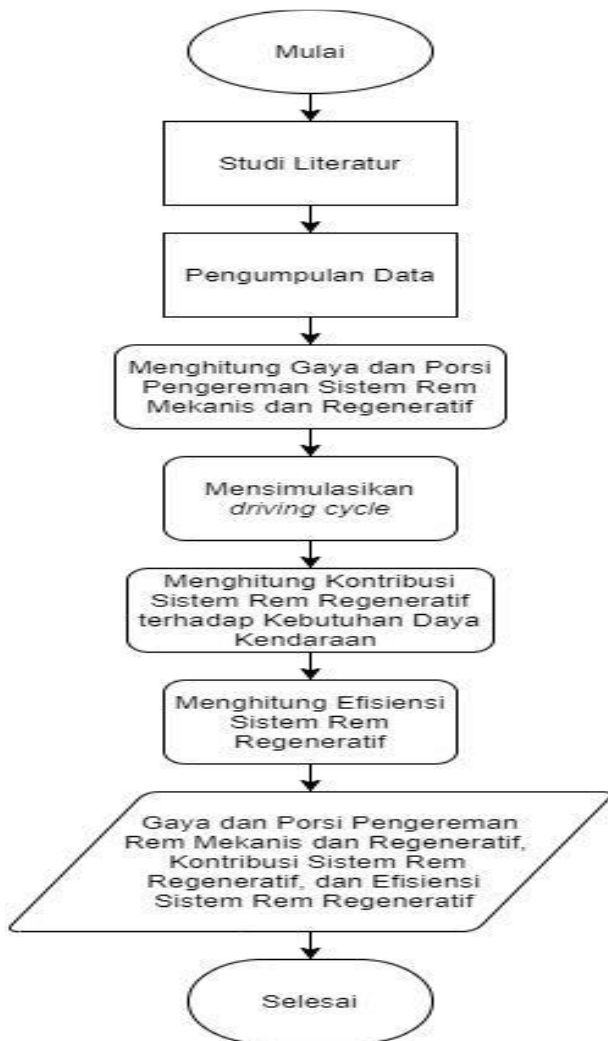 Mulai
Studi Literatur
Pengumpulan Data
Menghitung Gaya dan Porsi
Pengereman Sistem Rem
Mekanis dan Regeneratif
Mensimulasikan
driving cycle
Menghitung Kontribusi
Sistem Rem Regeneratif
terhadap Kebutuhan Daya
Kendaraan
Menghitung Efisiensi
Sistem Rem
Regeneratif
Gaya dan Porsi Pengereman
Rem Mekanis dan Regeneratif,
Kontribusi Sistem Rem
Regeneratif, dan Efisiensi
Sistem Rem Regeneratif
Selesai